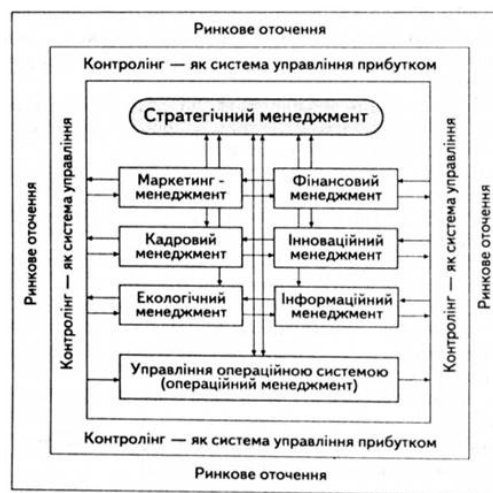 Ринкове оточення
Контролінг — як система управління прибутком
Стратегічний менеджмент
Маркетинг -
менеджмент
Фінансовий
менеджмент
Кадровий
менеджмент
Інноваційний
менеджмент
Екологічний
менеджмент
Інформаційний
менеджмент
Управління операційною системою
(операційний менеджмент)
Контролінг — як система управління прибутком
Ринкове оточення
Ринкове оточення
Контролінг — як система управління
Контролінг — як система управління
Ринкове оточення